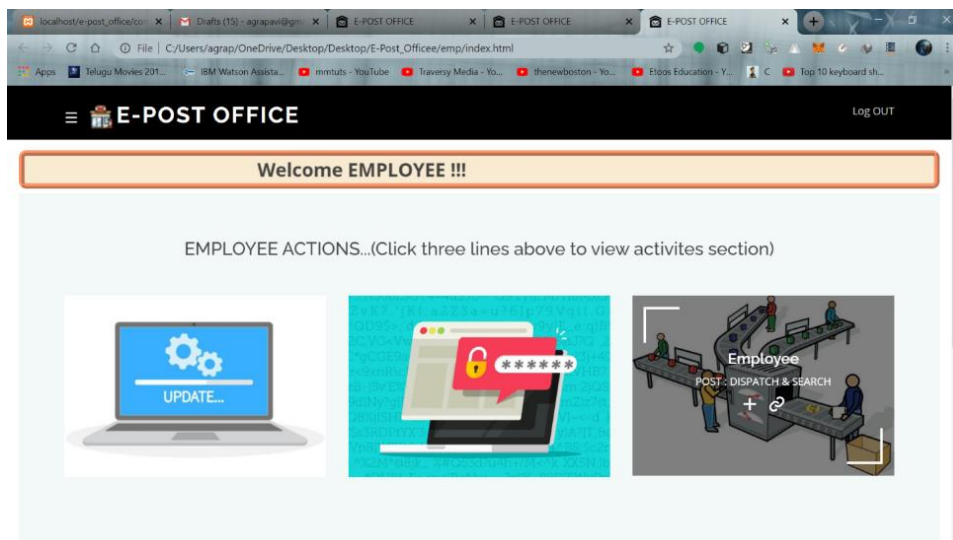 localhost/e-post_office/con
Drafts (15) - agrapavi@gm
E-POST OFFICE
E-POST OFFICE
E-POST OFFICE
File | C:/Users/agrap/OneDrive/Desktop/Desktop/E-Post_Officee/emp/index.html
Apps
Telugu Movies 201...
IBM Watson Assista...
mmtuts - YouTube
Traversy Media - Yo...
thenewboston - Yo...
Etoos Education - Y...
C
Top 10 keyboard sh...
E-POST OFFICE
Log OUT
Welcome EMPLOYEE !!!
EMPLOYEE ACTIONS...(Click three lines above to view activites section)
UPDATE...
******
Employee
POST : DISPATCH & SEARCH